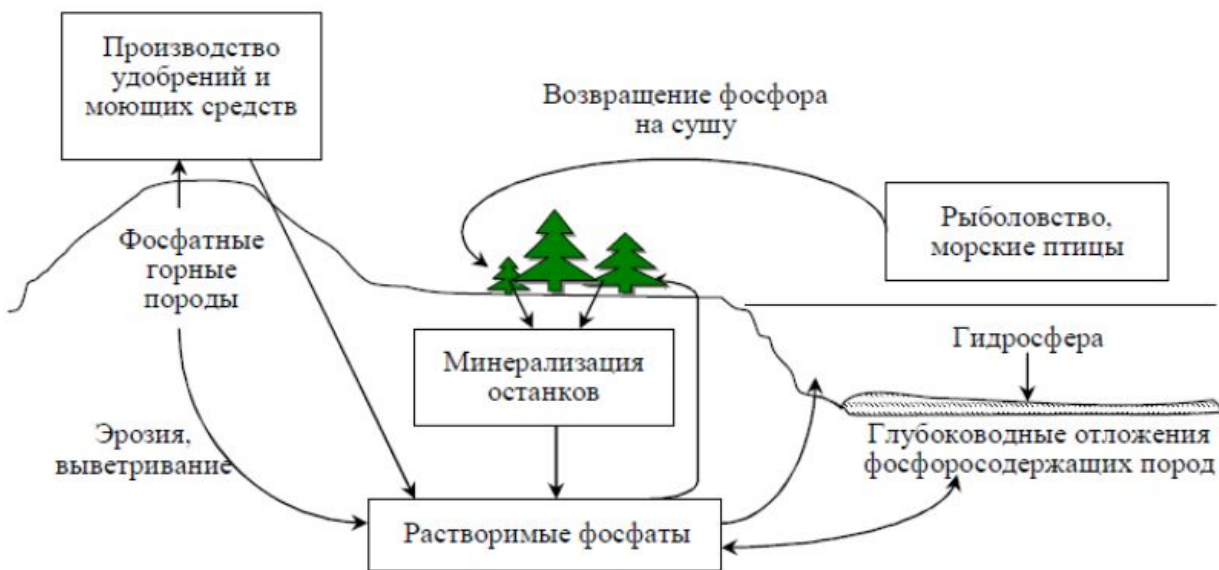 Производство
удобрений и
моющих средств
Возвращение фосфора
на сушу
Рыболовство,
морские птицы
Фосфатные
горные
породы
Гидросфера
Минерализация
останков
Эрозия,
выветривание
Глубоководные отложения
фосфоросодержащих пород
Растворимые фосфаты